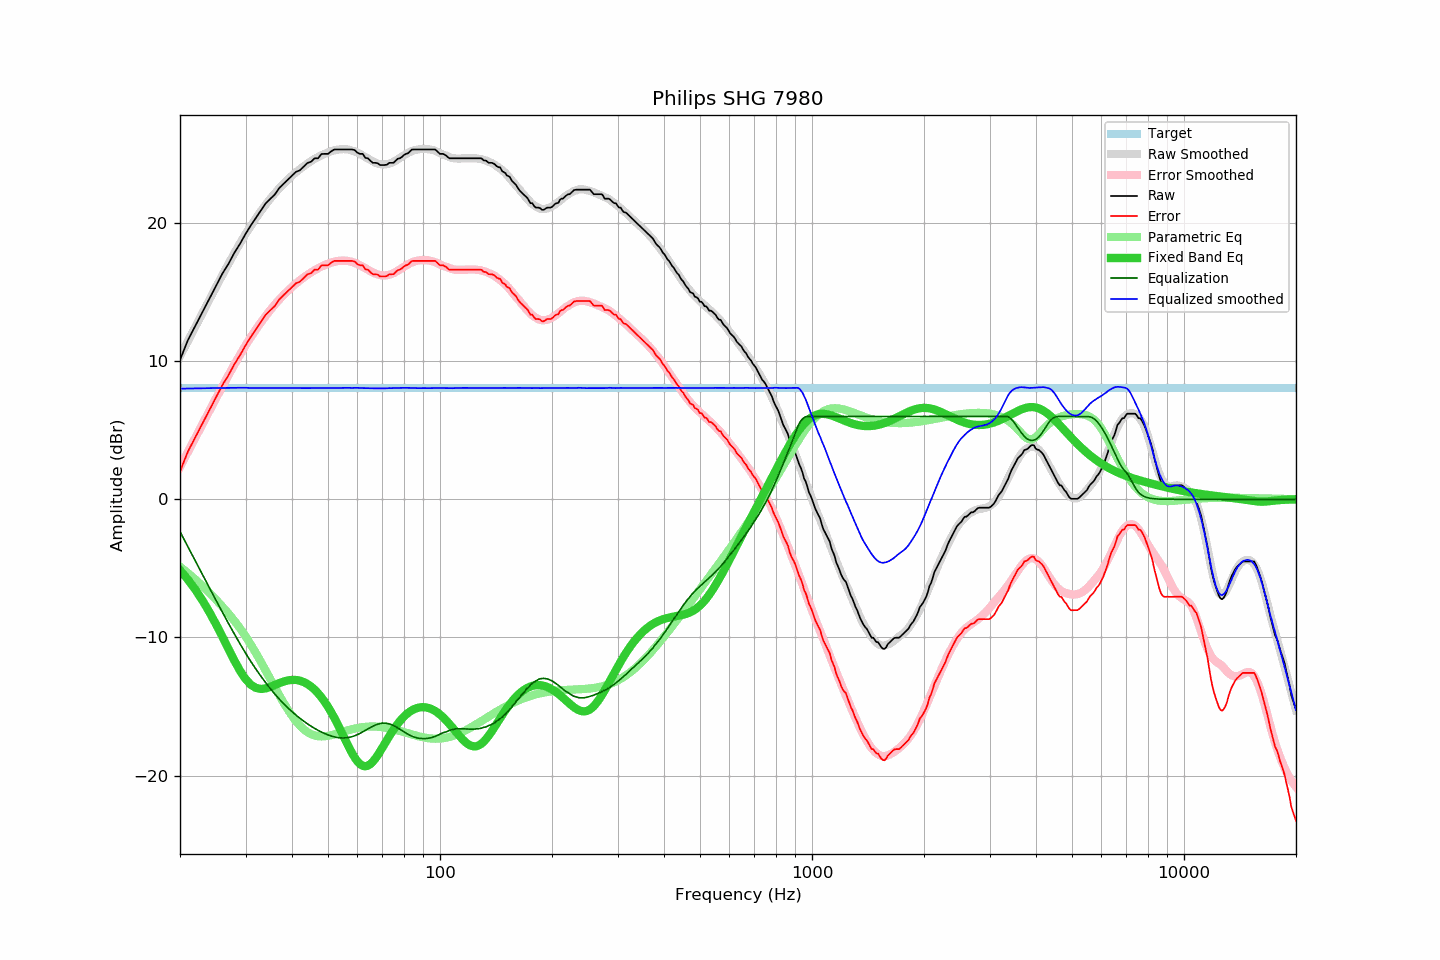 Philips SHG 7980
Target
Raw Smoothed
Error Smoothed
Raw
Error
Parametric Eq
Fixed Band Eq
Equalization
Equalized smoothed
Amplitude (dBr)
20
10
0
−10
−20
100
1000
10000
Frequency (Hz)